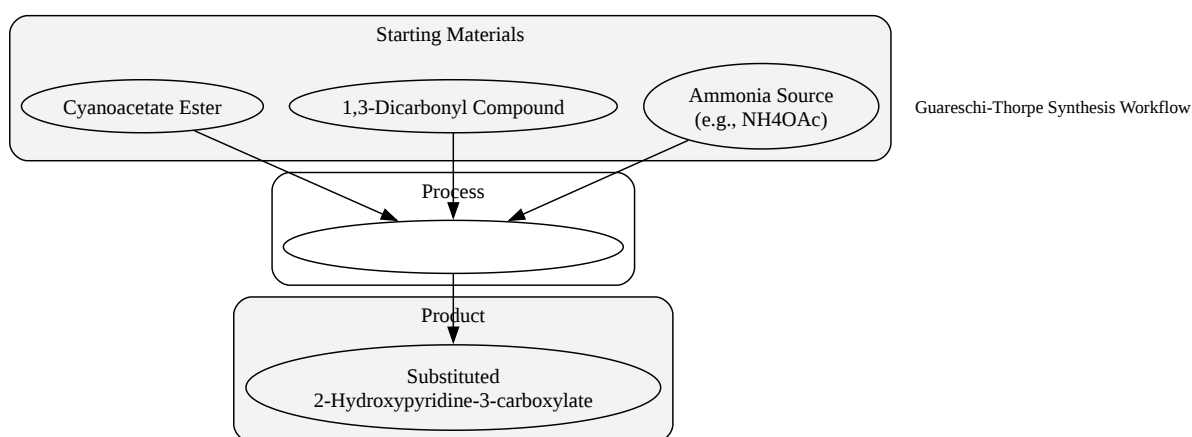 Starting Materials
Cyanoacetate Ester
1,3-Dicarbonyl Compound
Ammonia Source
(e.g., NH4OAc)
Guareschi-Thorpe Synthesis Workflow
Process
Product
Substituted
2-Hydroxypyridine-3-carboxylate